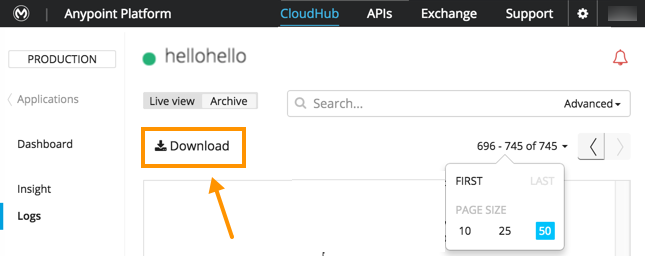 Anypoint Platform CloudHub APIs Exchange Support
PRODUCTION
hellohello
Applications
Live view Archive
Search... Advanced
Dashboard
Download
696 - 745 of 745
Insight
FIRST LAST
Logs
PAGE SIZE
10 25 50